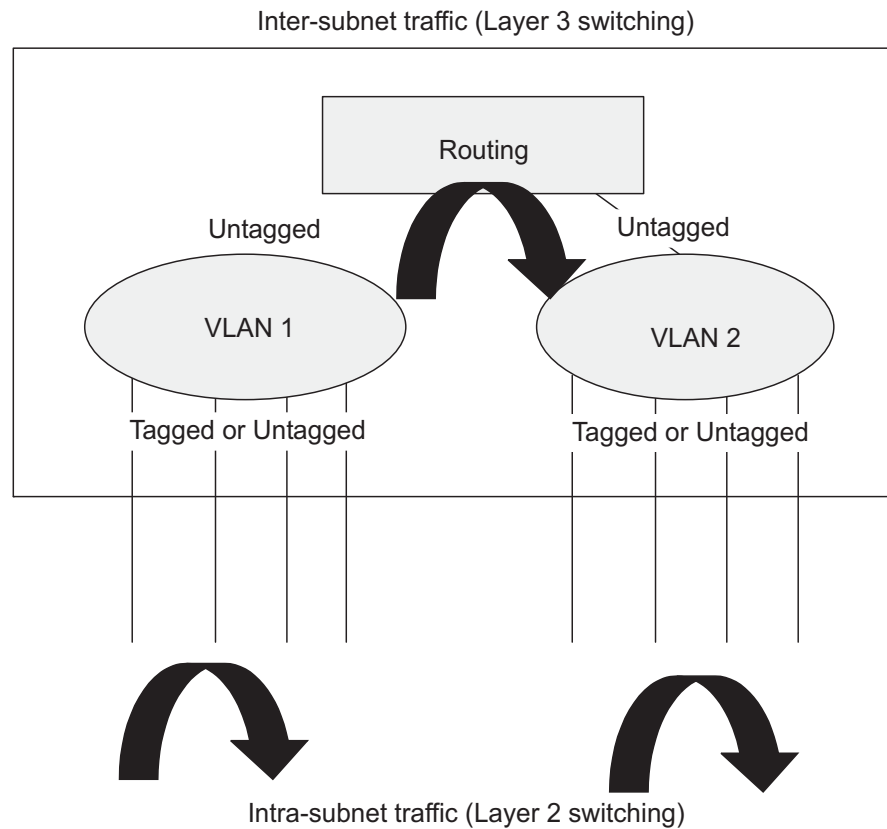 Inter-subnet traffic (Layer 3 switching)
Routing
Untagged
Untagged
VLAN 1
VLAN 2
Tagged or Untagged
Tagged or Untagged
Intra-subnet traffic (Layer 2 switching)